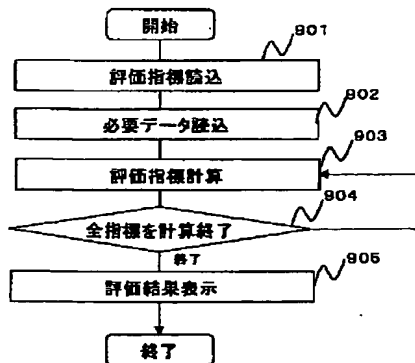 開始
901
評価指標読込
902
必要データ読込
903
評価指標計算
904
全指標を計算終了
終了
905
評価結果表示
終了